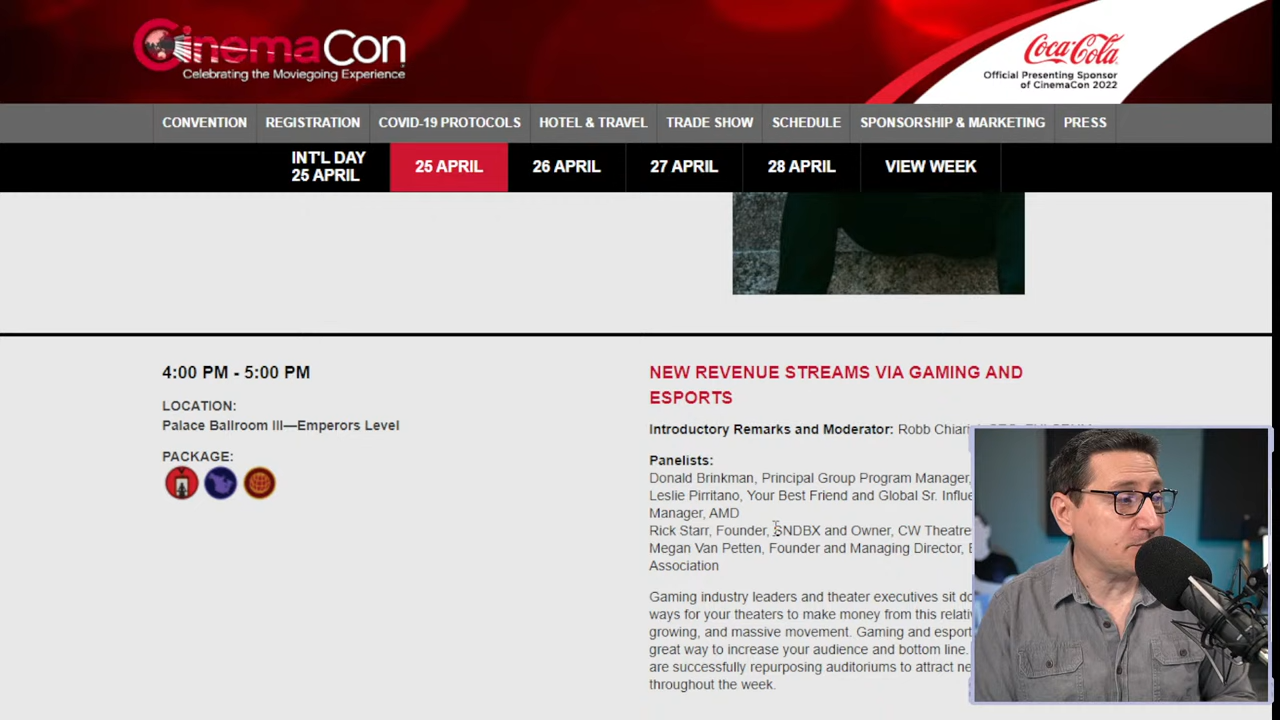 CinemaCon
Celebrating the Moviegoing Experience
Coca-Cola
Official Presenting Sponsor
of CinemaCon 2022
CONVENTION REGISTRATION COVID-19 PROTOCOLS HOTEL & TRAVEL TRADE SHOW SCHEDULE SPONSORSHIP & MARKETING PRESS
INT'L DAY
25 APRIL
25 APRIL 26 APRIL 27 APRIL 28 APRIL VIEW WEEK
4:00 PM - 5:00 PM
LOCATION:
Palace Ballroom III—Emperors Level
PACKAGE:
NEW REVENUE STREAMS VIA GAMING AND
ESPORTS
Introductory Remarks and Moderator: Robb
Panelists:
Donald Brinkman, Principal Group Program Manager,
Leslie Pirritano, Your Best Friend and Global Sr.
Manager, AMD
Rick Starr, Founder, SNDBX and Owner, CW
Megan Van Petten, Founder and Managing Director,
Association
Gaming industry leaders and theater executives sit
ways for your theaters to make money from this
growing, and massive movement. Gaming and
great way to increase your audience and bottom line.
are successfully repurposing auditoriums to attract
throughout the week.